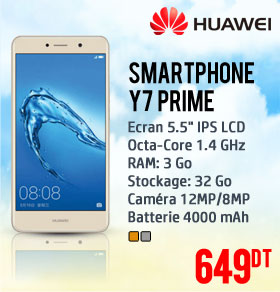 HUAWEI
SMARTPHONE
Y7 PRIME
Ecran 5.5" IPS LCD
Octa-Core 1.4 GHz
RAM: 3 Go
Stockage: 32 Go
Caméra 12MP/8MP
Batterie 4000 mAh
08:08
649DT